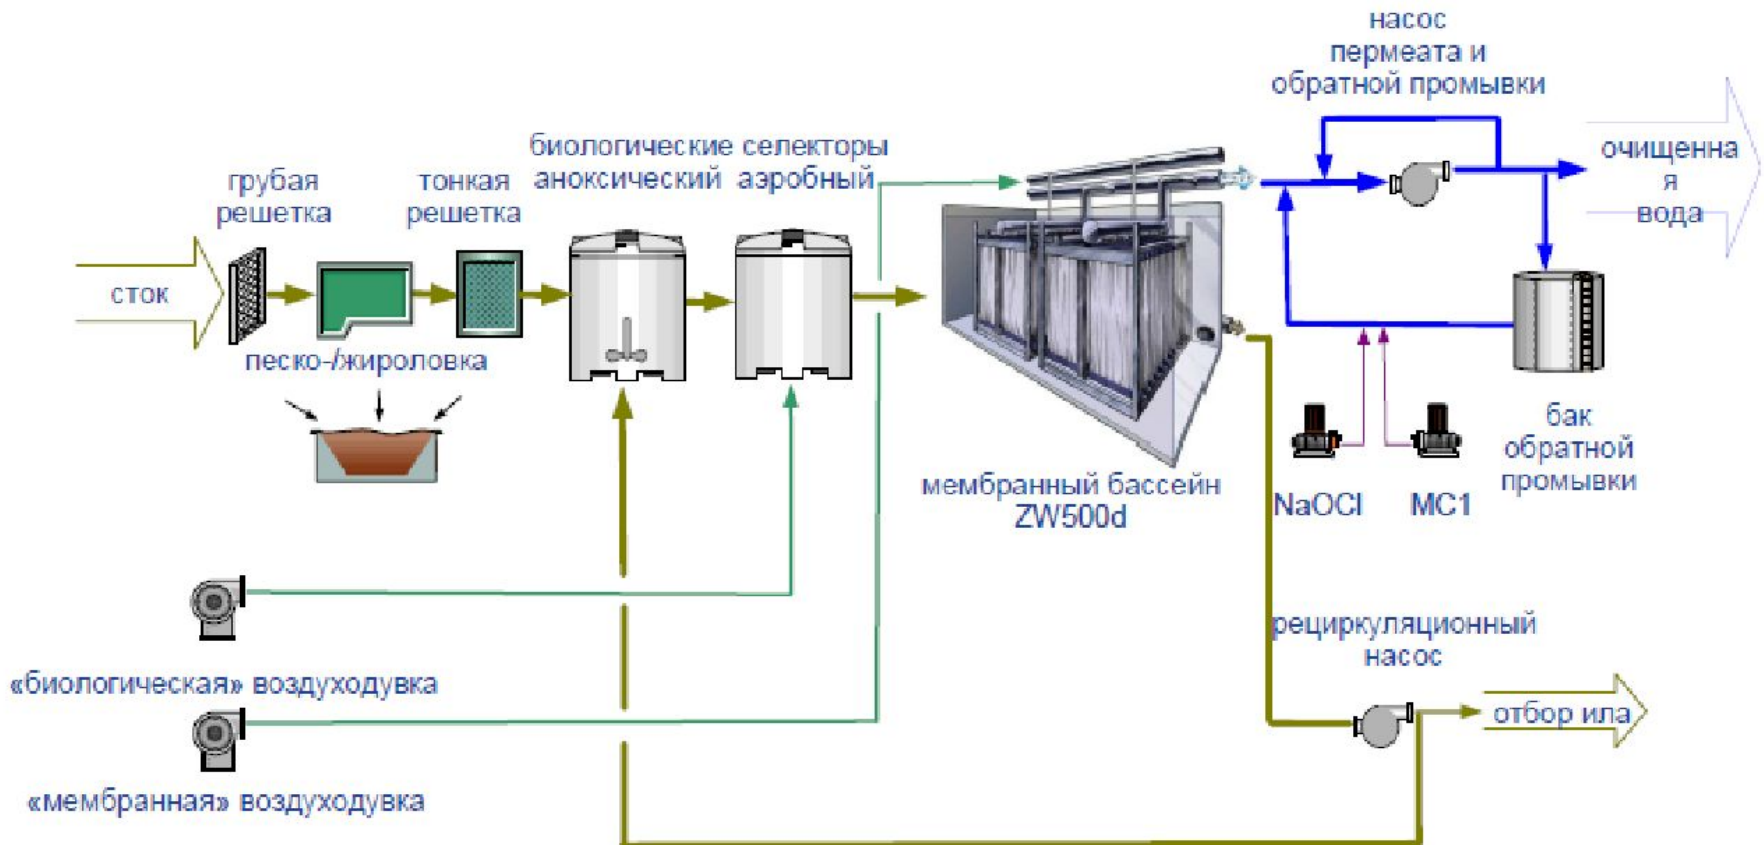 насос
пермеата и
обратной промывки
очищенна
я
вода
биологические селекторы
аноксический аэробный
грубая
решетка
тонкая
решетка
сток
песко-/жироловка
мембранный бассейн
ZW500d
NaOCl
MC1
бак
обратной
промывки
«биологическая» воздуходувка
«мембранная» воздуходувка
рециркуляционный
насос
отбор ила